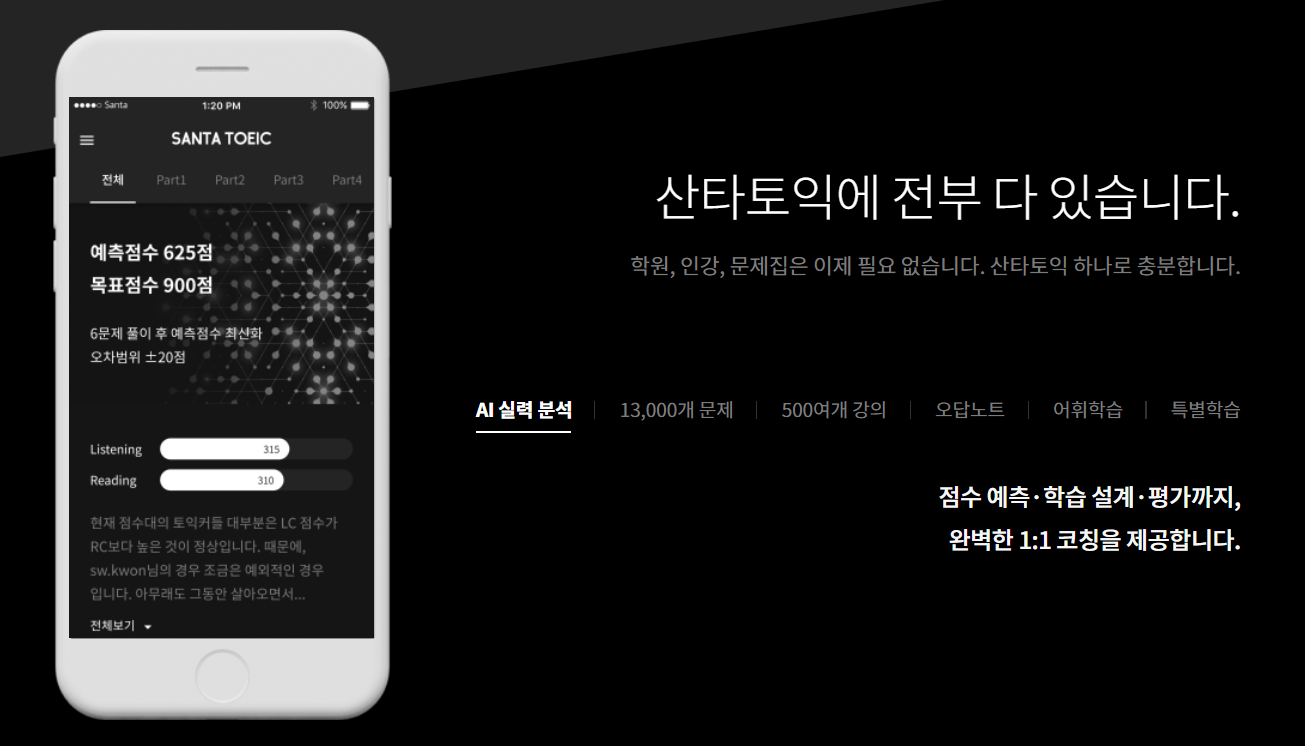 Santa
1:20 PM
100%
SANTA TOEIC
전체 Part1 Part2 Part3 Part4
예측점수 625점
목표점수 900점
6문제 풀이 후 예측점수 최신화
오차범위 ±20점
Listening 315
Reading 310
현재 점수대의 토익커들 대부분은 LC 점수가
RC보다 높은 것이 정상입니다. 때문에,
sw.kwon님의 경우 조금은 예외적인 경우
입니다. 아무래도 그동안 살아오면서...
전체보기
산타토익에 전부 다 있습니다.
학원, 인강, 문제집은 이제 필요 없습니다. 산타토익 하나로 충분합니다.
AI 실력 분석 | 13,000개 문제 | 500여개 강의 | 오답노트 | 어휘학습 | 특별학습
점수 예측·학습 설계·평가까지,
완벽한 1:1 코칭을 제공합니다.